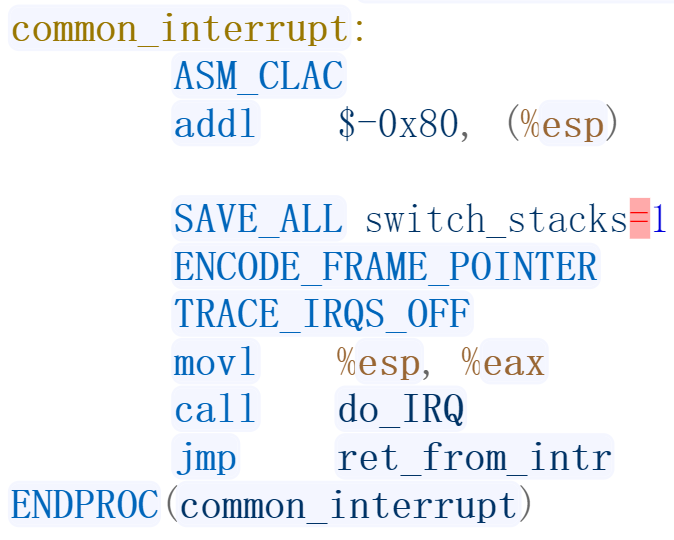 common_interrupt:
ASM_CLAC
addl $-0x80, (%esp)
SAVE_ALL switch_stacks=1
ENCODE_FRAME_POINTER
TRACE_IRQS_OFF
movl %esp, %eax
call do_IRQ
jmp ret_from_intr
ENDPROC(common_interrupt)